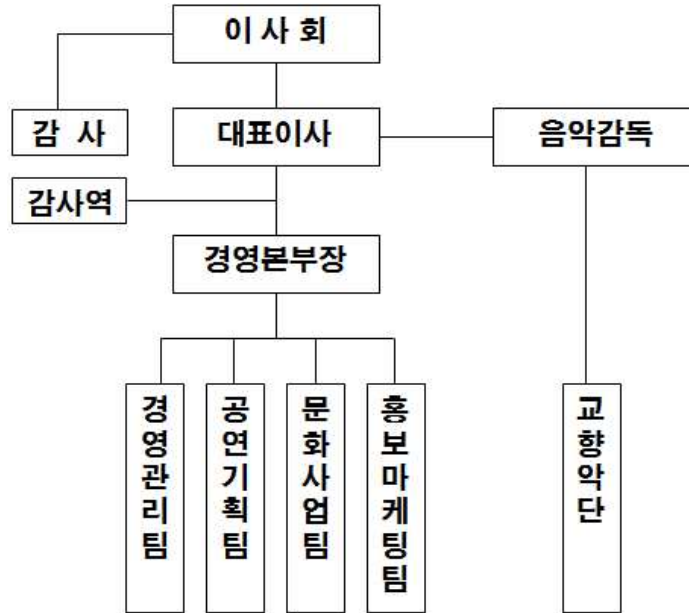 이 사 회
감 사
대표이사
음악감독
감사역
경영본부장
경영관리팀
공연기획팀
문화사업팀
홍보마케팅팀
교향악단